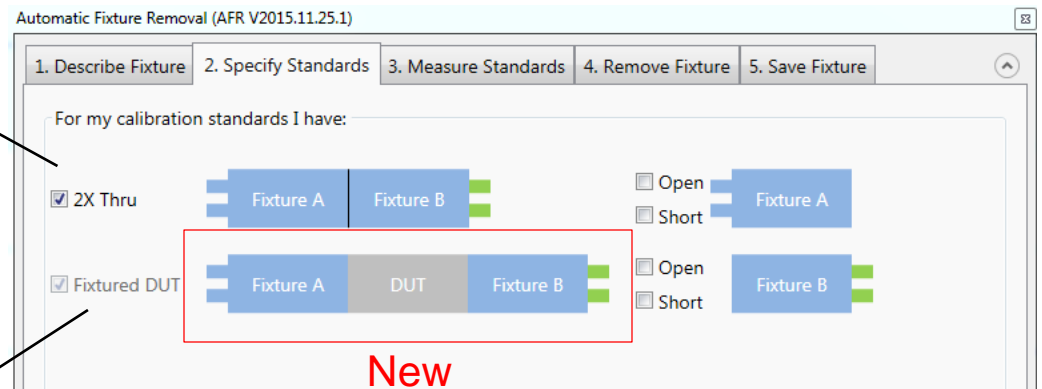 Automatic Fixture Removal (AFR V2015.11.25.1)
1. Describe Fixture 2. Specify Standards 3. Measure Standards 4. Remove Fixture 5. Save Fixture
For my calibration standards I have:
2X Thru Fixture A Fixture B Open Short Fixture A
Fixtured DUT Fixture A DUT Fixture B Open Short Fixture B
New